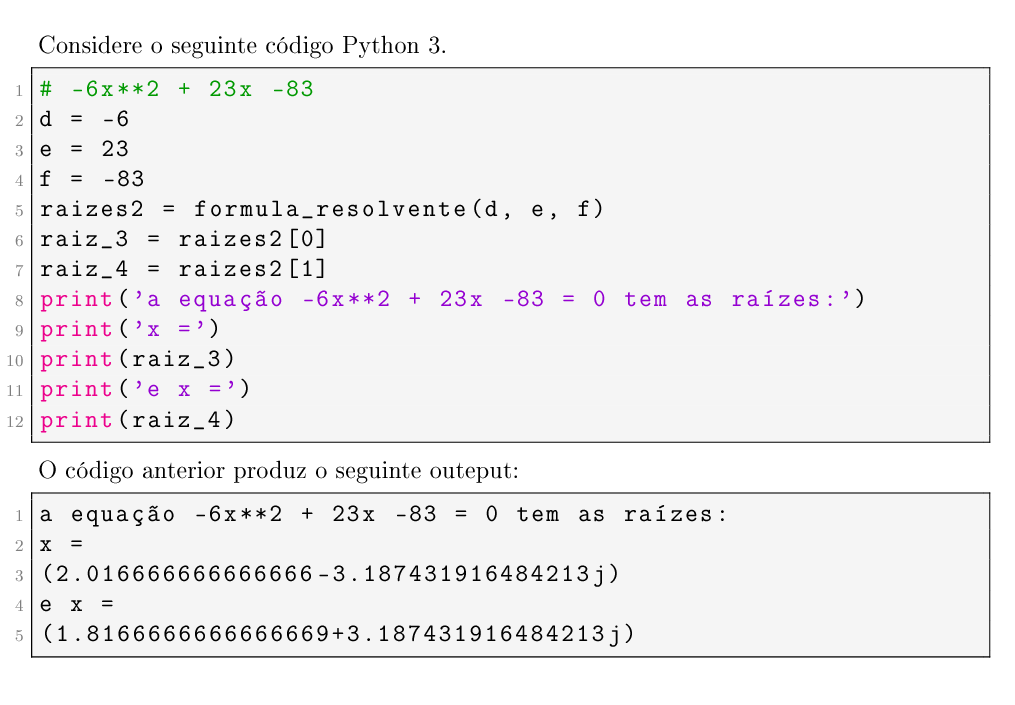 Considere o seguinte código Python 3.
1 # -6x**2 + 23x -83
2 d = -6
3 e = 23
4 f = -83
5 raizes2 = formula_resolvente(d, e, f)
6 raiz_3 = raizes2[0]
7 raiz_4 = raizes2[1]
8 print('a equação -6x**2 + 23x -83 = 0 tem as raízes:')
9 print('x =')
10 print(raiz_3)
11 print('e x =')
12 print(raiz_4)
O código anterior produz o seguinte outeput:
1 a equação -6x**2 + 23x -83 = 0 tem as raízes:
2 x =
3 (2.016666666666666-3.187431916484213j)
4 e x =
5 (1.8166666666666669+3.187431916484213j)